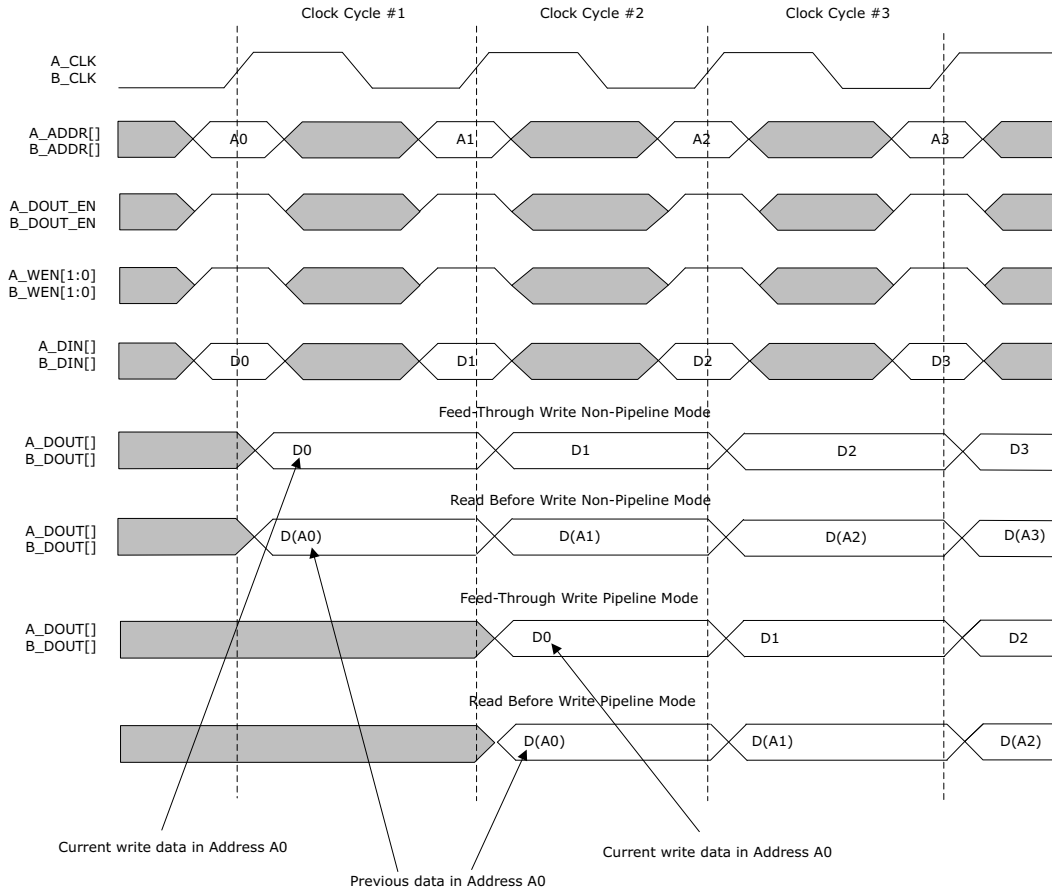 Clock Cycle #1 Clock Cycle #2 Clock Cycle #3
A_CLK
B_CLK
A_ADDR[]
B_ADDR[]
A0 A1 A2 A3
A_DOUT_EN
B_DOUT_EN
A_WEN[1:0]
B_WEN[1:0]
A_DIN[]
B_DIN[]
D0 D1 D2 D3
Feed-Through Write Non-Pipeline Mode
A_DOUT[]
B_DOUT[]
D0 D1 D2 D3
Read Before Write Non-Pipeline Mode
A_DOUT[]
B_DOUT[]
D(A0) D(A1) D(A2) D(A3)
Feed-Through Write Pipeline Mode
A_DOUT[]
B_DOUT[]
D0 D1 D2
Read Before Write Pipeline Mode
D(A0) D(A1) D(A2)
Current write data in Address A0
Current write data in Address A0
Previous data in Address A0